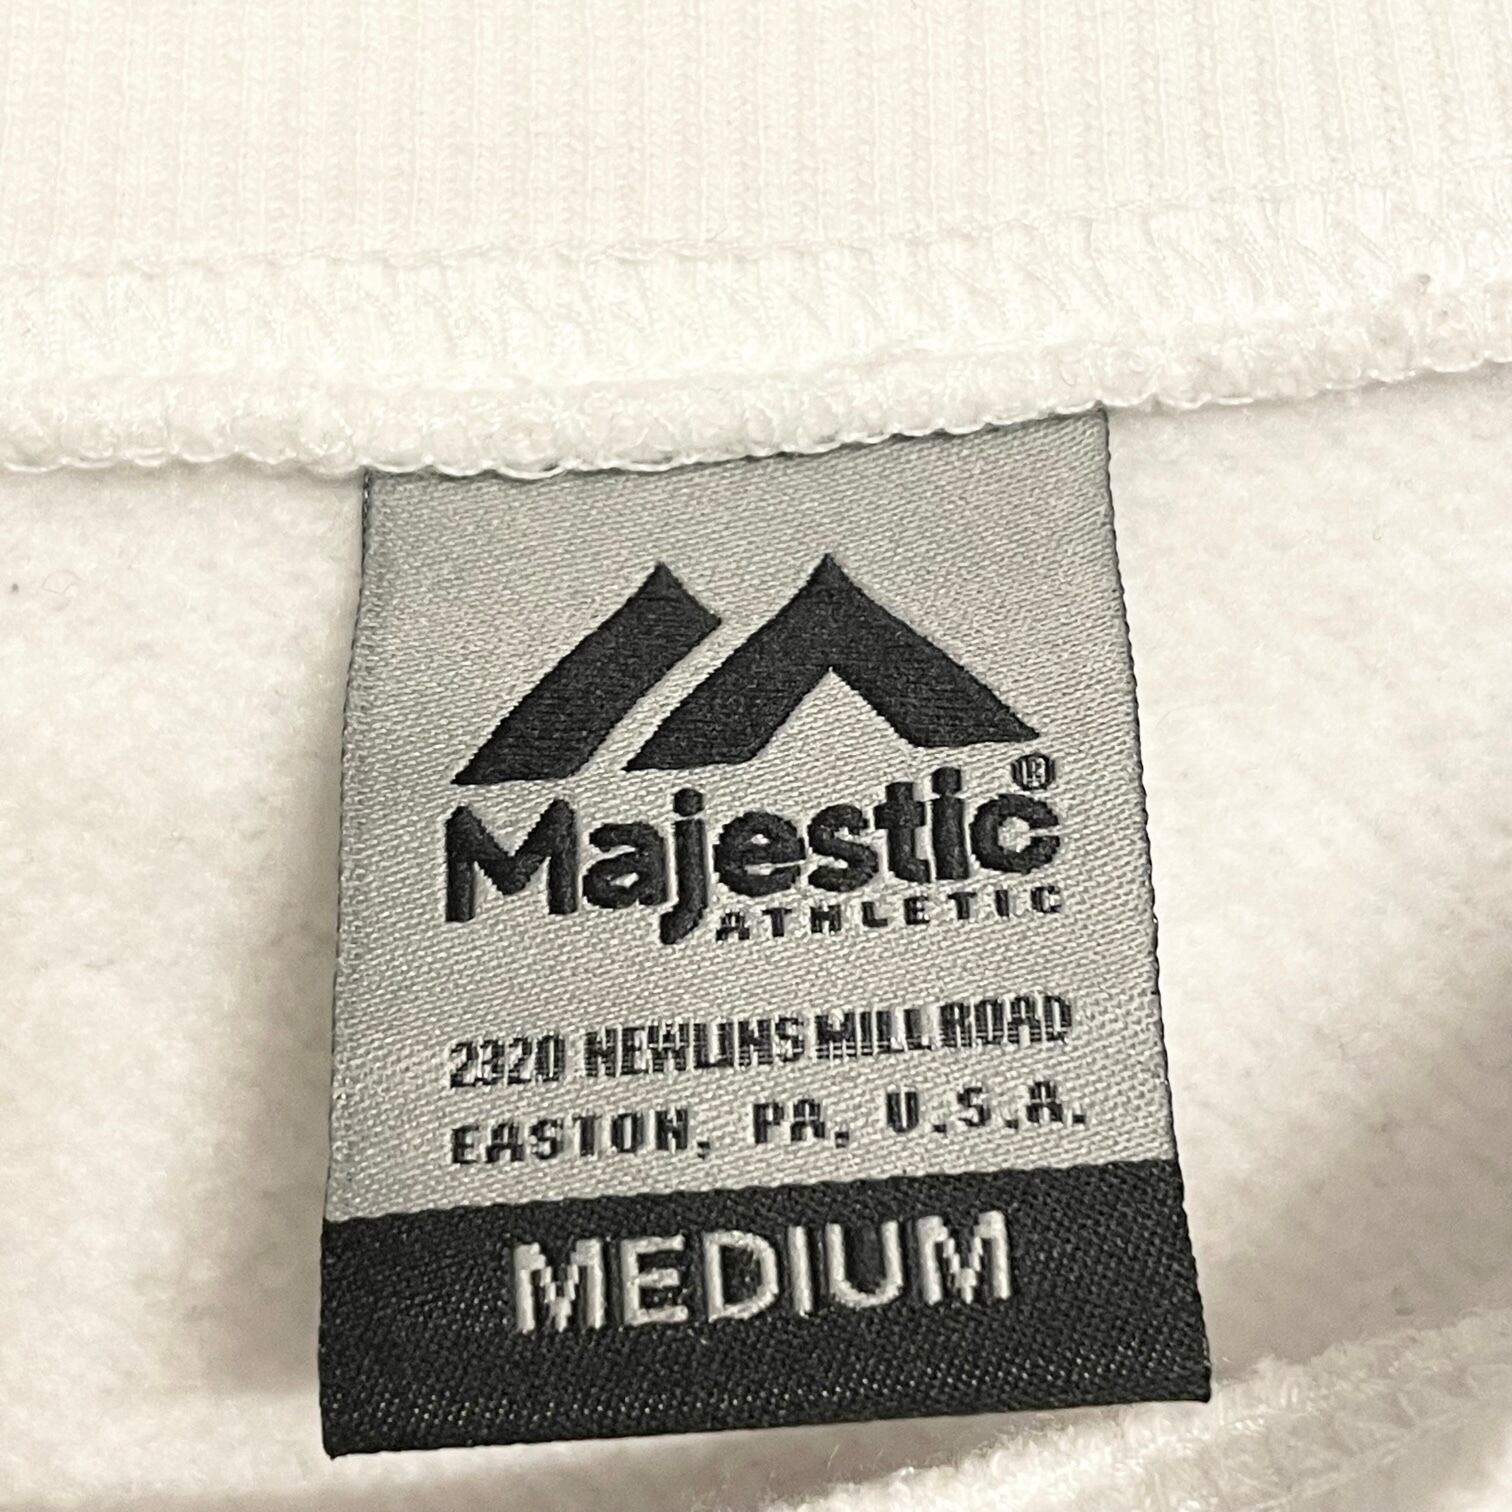 Majestic®
ATHLETIC
2320 NEWLINS MILL ROAD
EASTON, PA, U.S.A.
MEDIUM